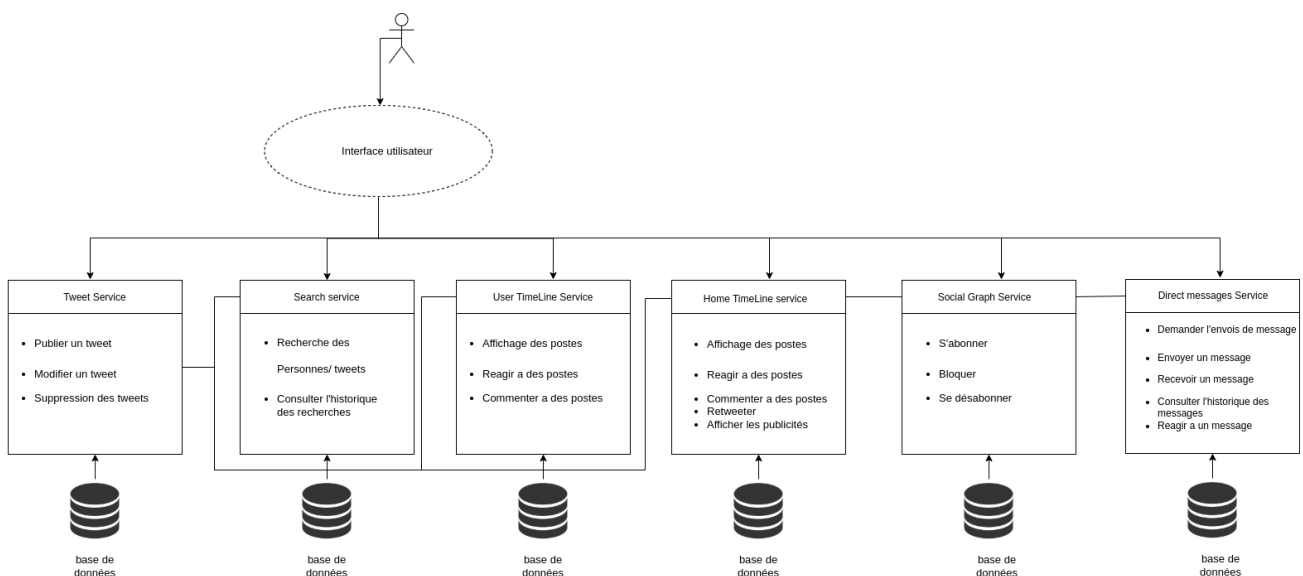 Interface utilisateur
Tweet Service
Publier un tweet
Modifier un tweet
Suppression des tweets
Search service
Recherche des
Personnes/ tweets
Consulter l'historique
des recherches
User TimeLine Service
Affichage des postes
Reagir a des postes
Commenter a des postes
Home TimeLine service
Affichage des postes
Reagir a des postes
Commenter a des postes
Retweeter
Afficher les publicités
Social Graph Service
S'abonner
Bloquer
Se désabonner
Direct messages Service
Demander l'envois de message
Envoyer un message
Recevoir un message
Consulter l'historique des
messages
Reagir a un message
base de
données
base de
données
base de
données
base de
données
base de
données
base de
données